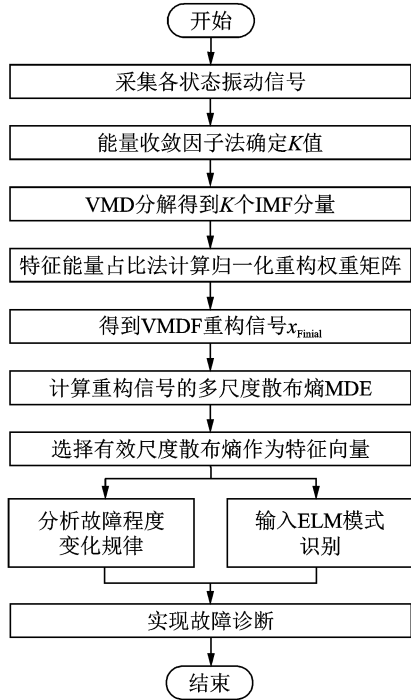 开始
采集各状态振动信号
能量收敛因子法确定K值
VMD分解得到K个IMF分量
特征能量占比法计算归一化重构权重矩阵
得到VMDF重构信号xFinial
计算重构信号的多尺度散布熵MDE
选择有效尺度散布熵作为特征向量
分析故障程度
变化规律
输入ELM模式
识别
实现故障诊断
结束